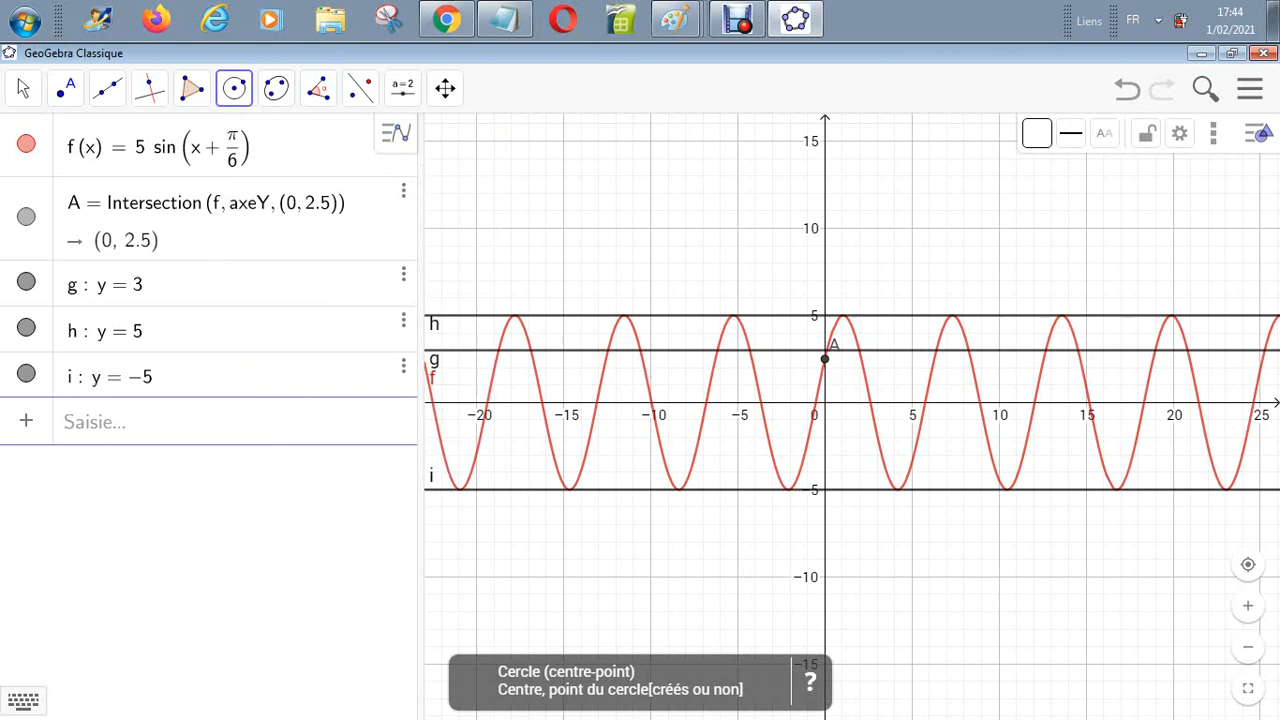 17:44
Liens FR
1/02/2021
GeoGebra Classique
A a=2 AA
f (x) = 5 sin (x + π/6)
A = Intersection (f, axeY, (0, 2.5))
→ (0, 2.5)
g : y = 3
h : y = 5
i : y = −5
+ Saisie...
15
10
h 5
A
g
f
−20 −15 −10 −5 0 5 10 15 20 25
i −5
−10
−15
Cercle (centre-point)
Centre, point du cercle[créés ou non]
?